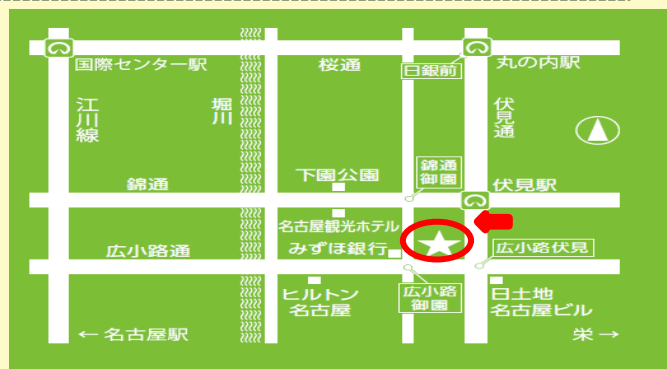 国際センター駅
桜通
日銀前
丸の内駅
江川線
堀川
伏見通
下園公園
錦通
御園
錦通
伏見駅
名古屋観光ホテル
広小路通
みずほ銀行
広小路伏見
ヒルトン
名古屋
広小路
御園
日土地
名古屋ビル
← 名古屋駅
栄 →